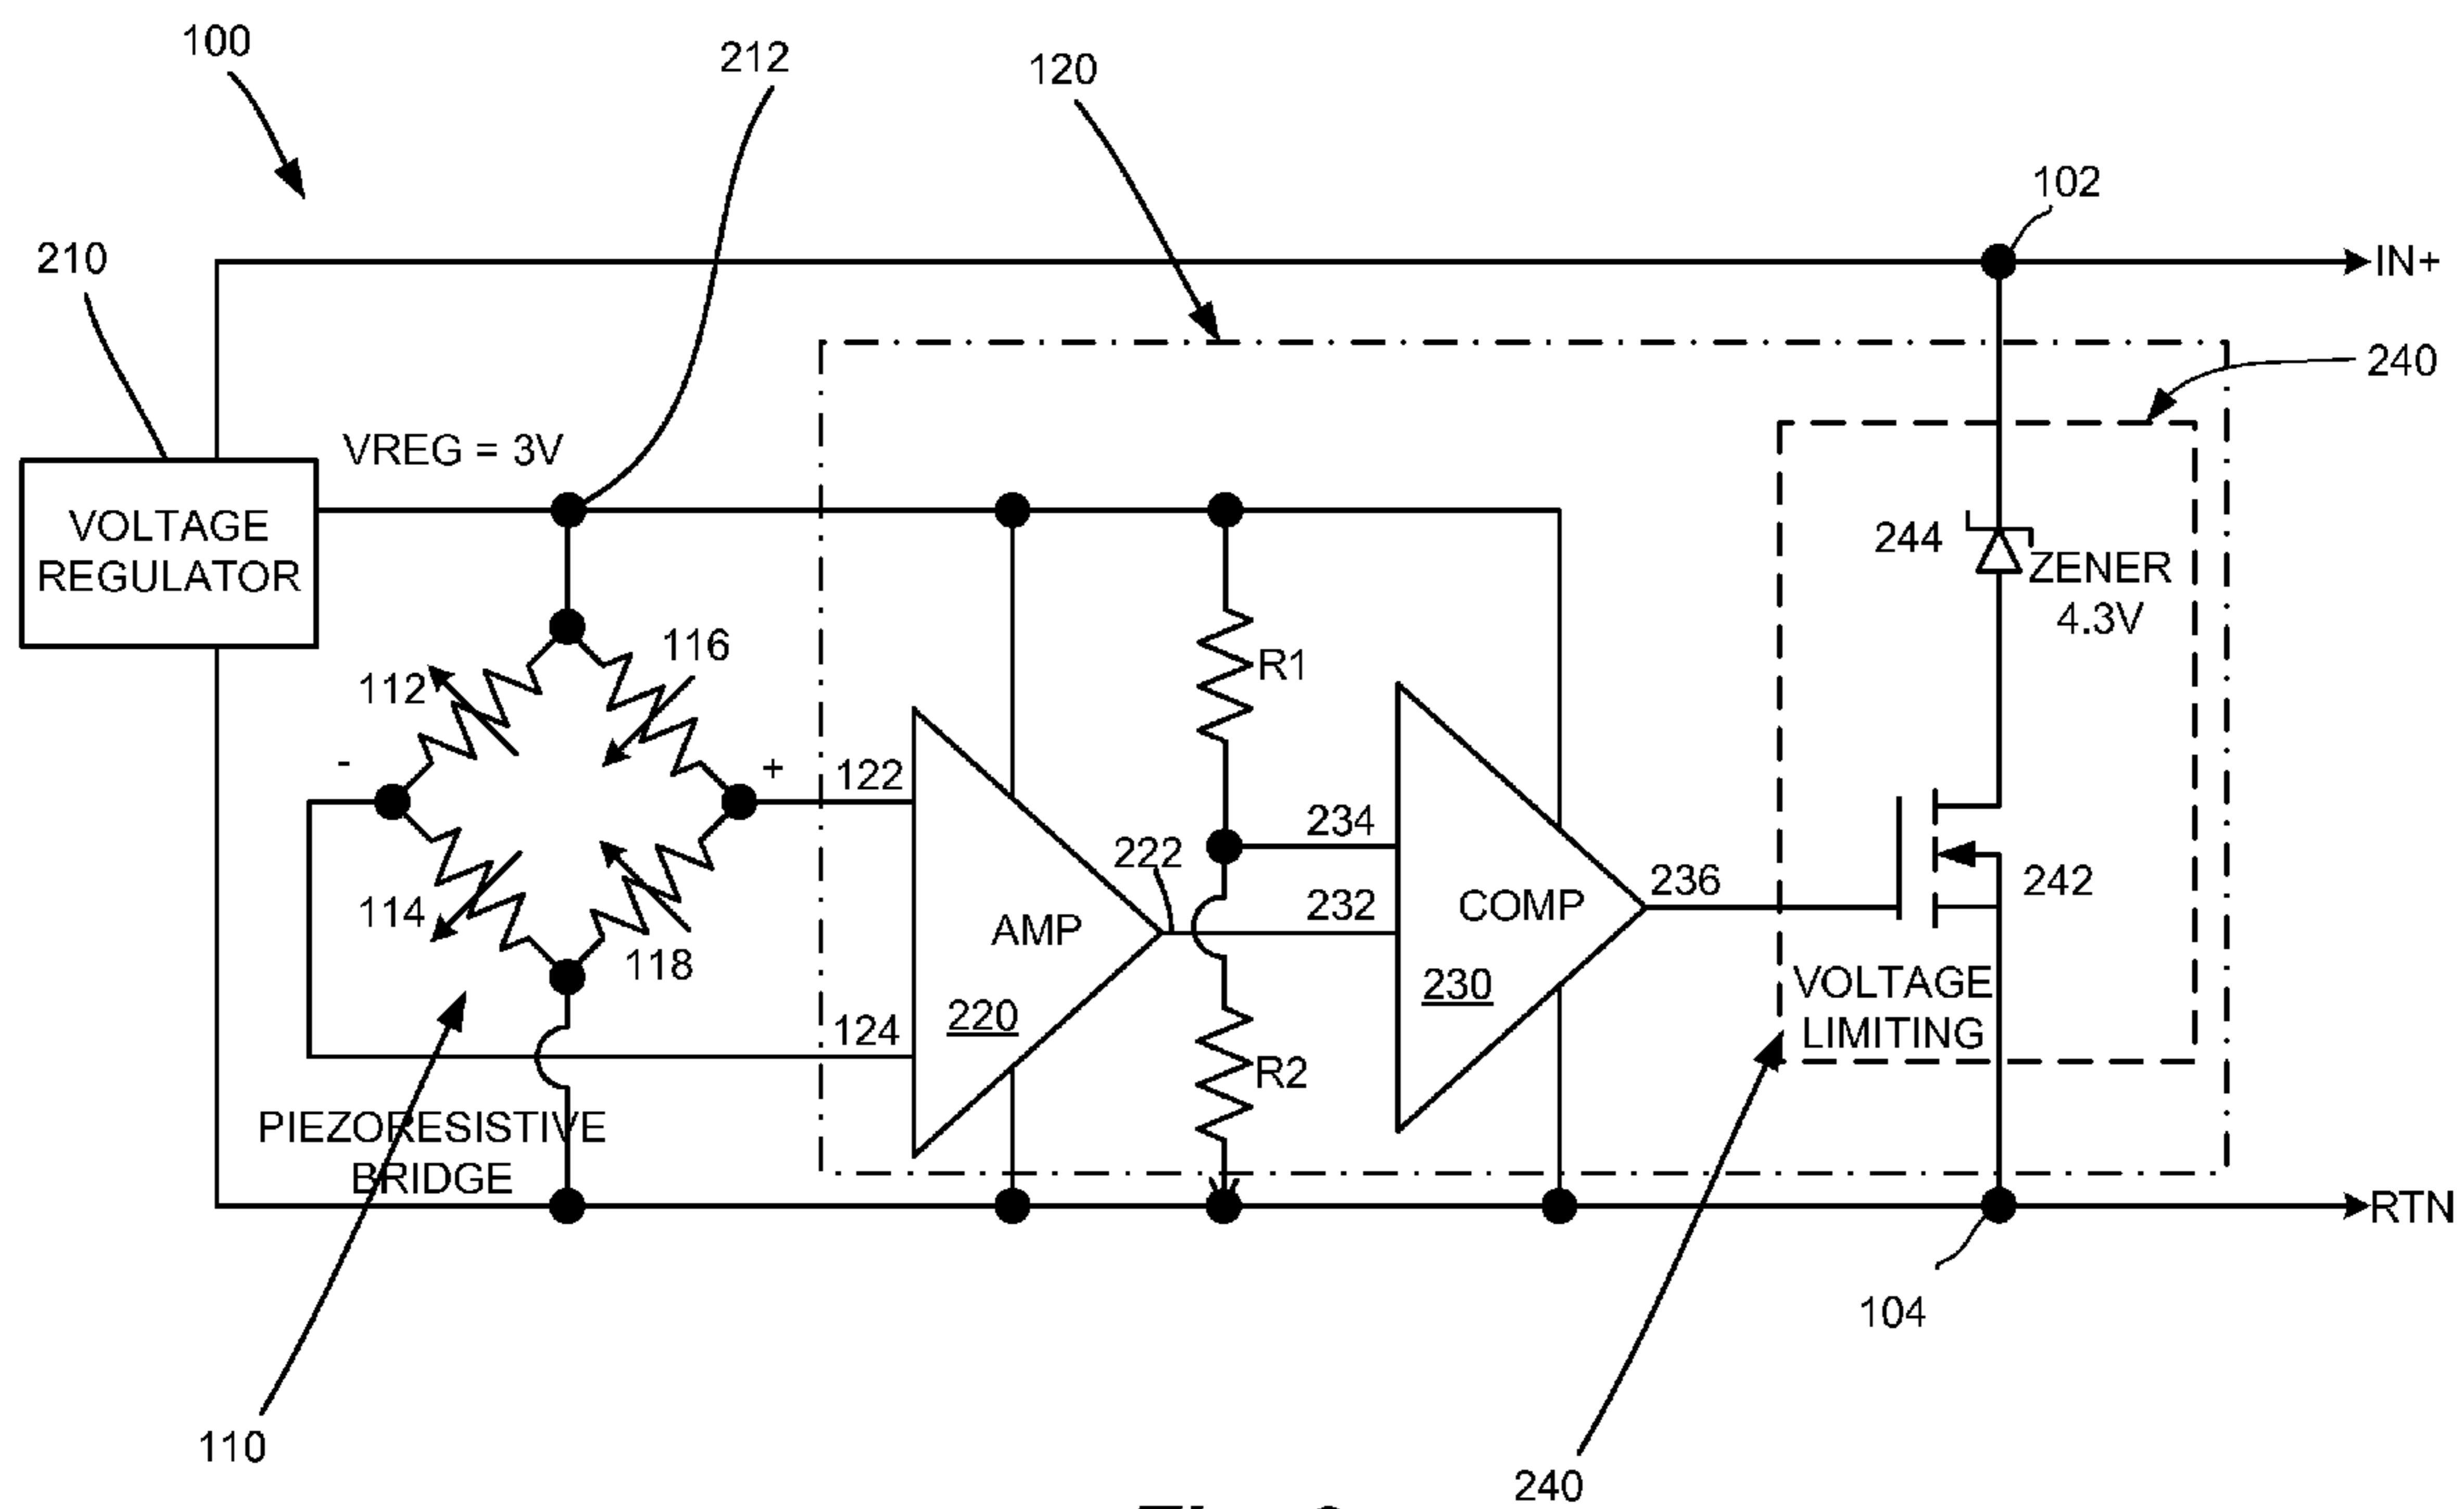 100
212
120
102
210
IN+
240
VREG = 3V
VOLTAGE
REGULATOR
244
ZENER
4.3V
116
R1
112
-
+
122
234
222
232
COMP
236
242
114
AMP
118
VOLTAGE
LIMITING
230
220
124
R2
PIEZORESISTIVE
BRIDGE
RTN
104
110
240